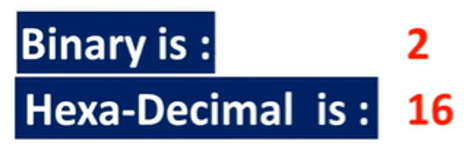 Binary is : 2
Hexa-Decimal is : 16